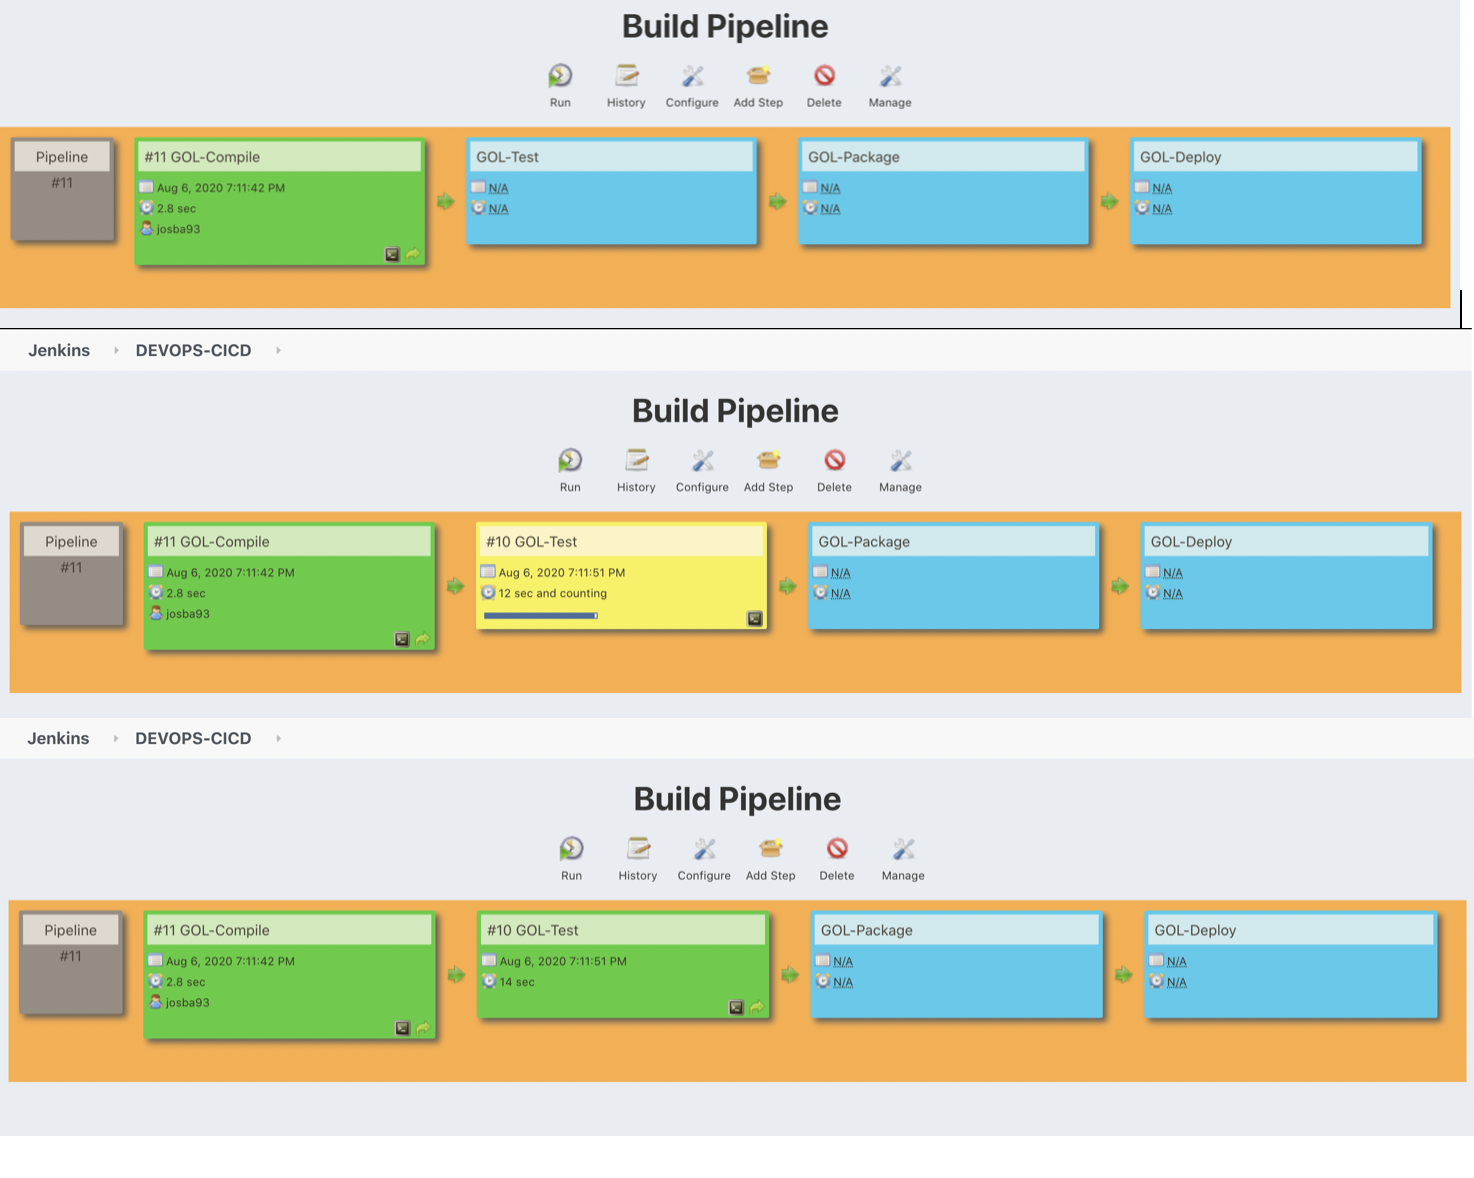 Build Pipeline
Run History Configure Add Step Delete Manage
Pipeline
#11
#11 GOL-Compile
Aug 6, 2020 7:11:42 PM
2.8 sec
josba93
GOL-Test
N/A
N/A
GOL-Package
N/A
N/A
GOL-Deploy
N/A
N/A
Jenkins DEVOPS-CICD
Build Pipeline
Run History Configure Add Step Delete Manage
Pipeline
#11
#11 GOL-Compile
Aug 6, 2020 7:11:42 PM
2.8 sec
josba93
#10 GOL-Test
Aug 6, 2020 7:11:51 PM
12 sec and counting
GOL-Package
N/A
N/A
GOL-Deploy
N/A
N/A
Jenkins DEVOPS-CICD
Build Pipeline
Run History Configure Add Step Delete Manage
Pipeline
#11
#11 GOL-Compile
Aug 6, 2020 7:11:42 PM
2.8 sec
josba93
#10 GOL-Test
Aug 6, 2020 7:11:51 PM
14 sec
GOL-Package
N/A
N/A
GOL-Deploy
N/A
N/A